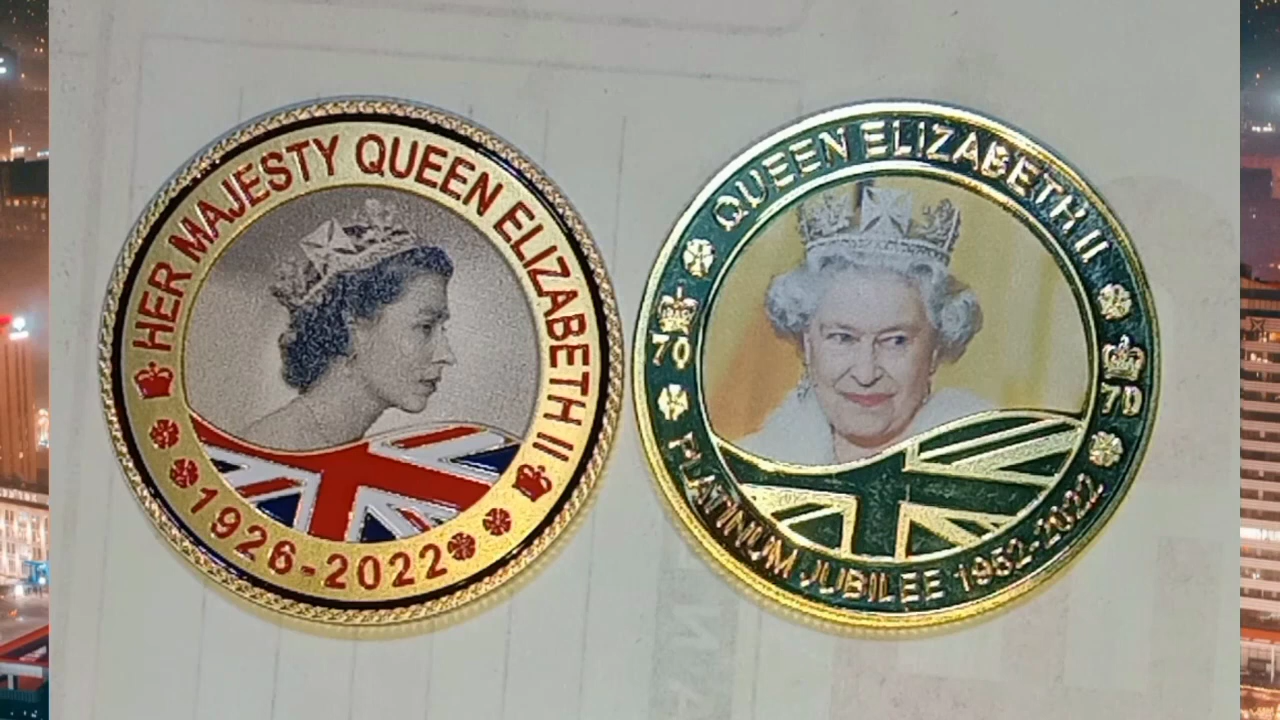 HER MAJESTY QUEEN ELIZABETH II
1926-2022
QUEEN ELIZABETH II
70
70
PLATINUM JUBILEE 1952-2022